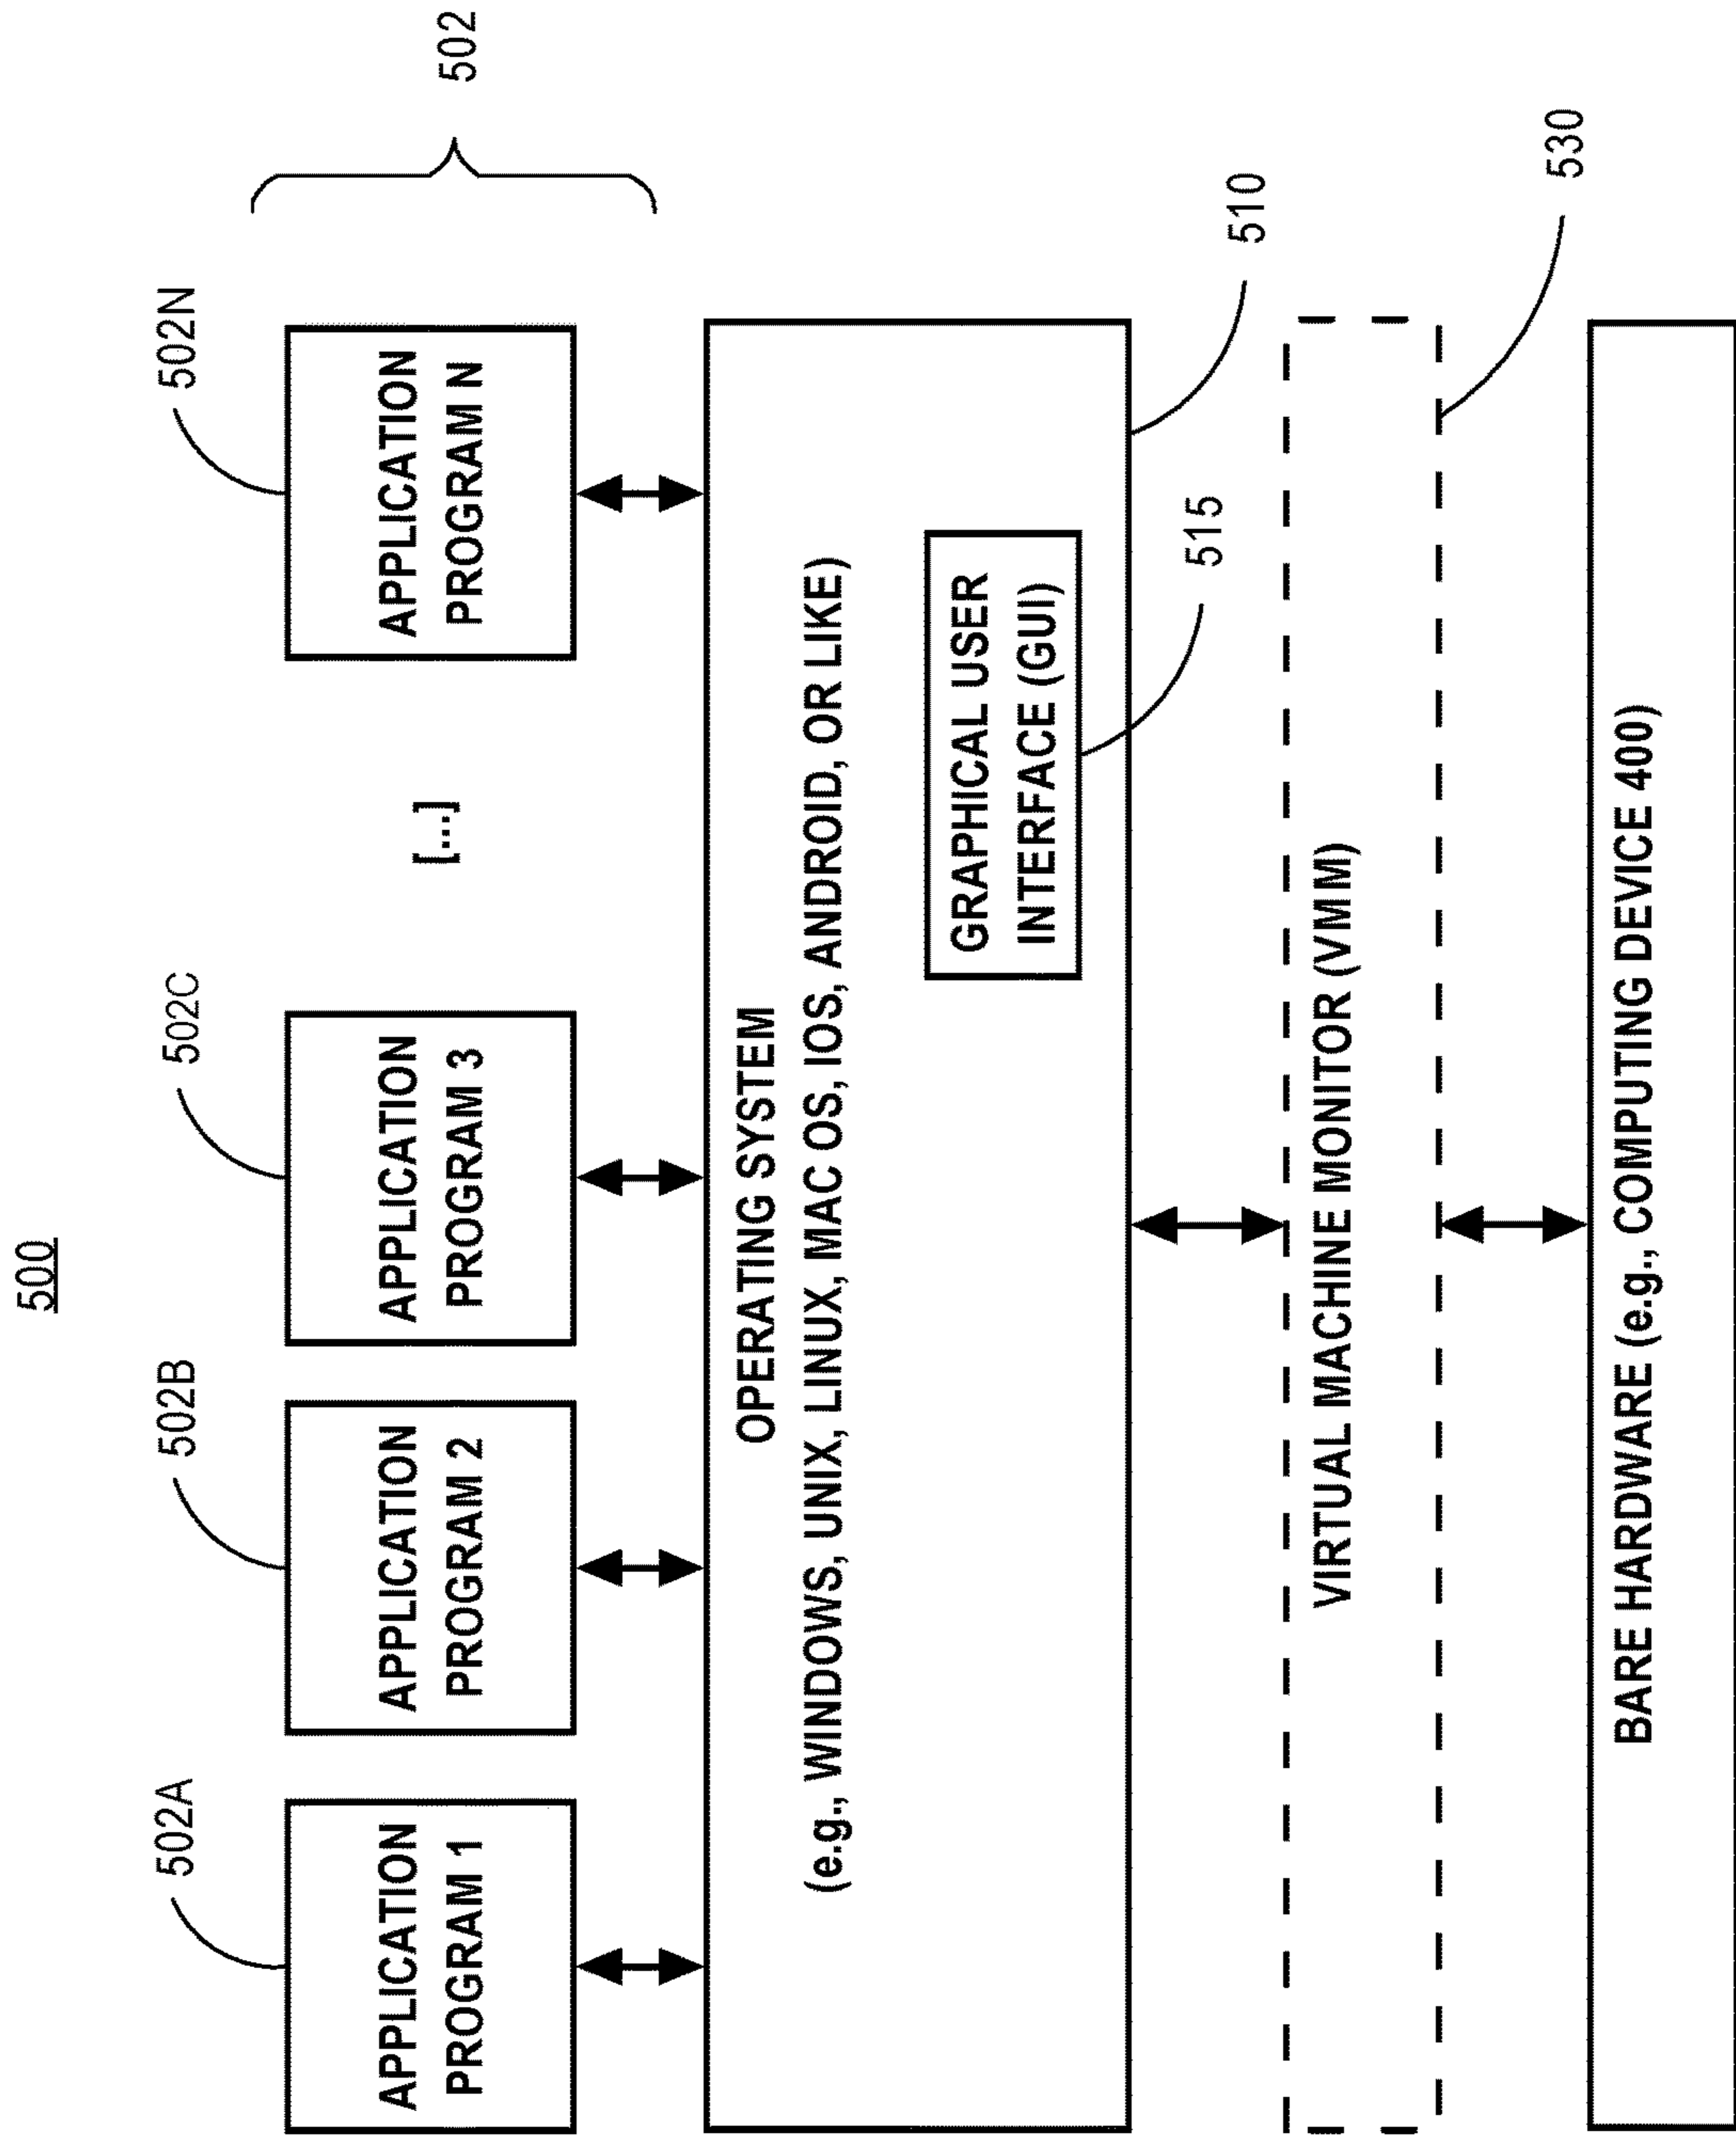 500
502
502A
502B
502C
502N
APPLICATION
PROGRAM 1
APPLICATION
PROGRAM 2
APPLICATION
PROGRAM 3
[...]
APPLICATION
PROGRAM N
OPERATING SYSTEM
(e.g., WINDOWS, UNIX, LINUX, MAC OS, IOS, ANDROID, OR LIKE)
GRAPHICAL USER
INTERFACE (GUI)
515
510
VIRTUAL MACHINE MONITOR (VMM)
530
BARE HARDWARE (e.g., COMPUTING DEVICE 400)